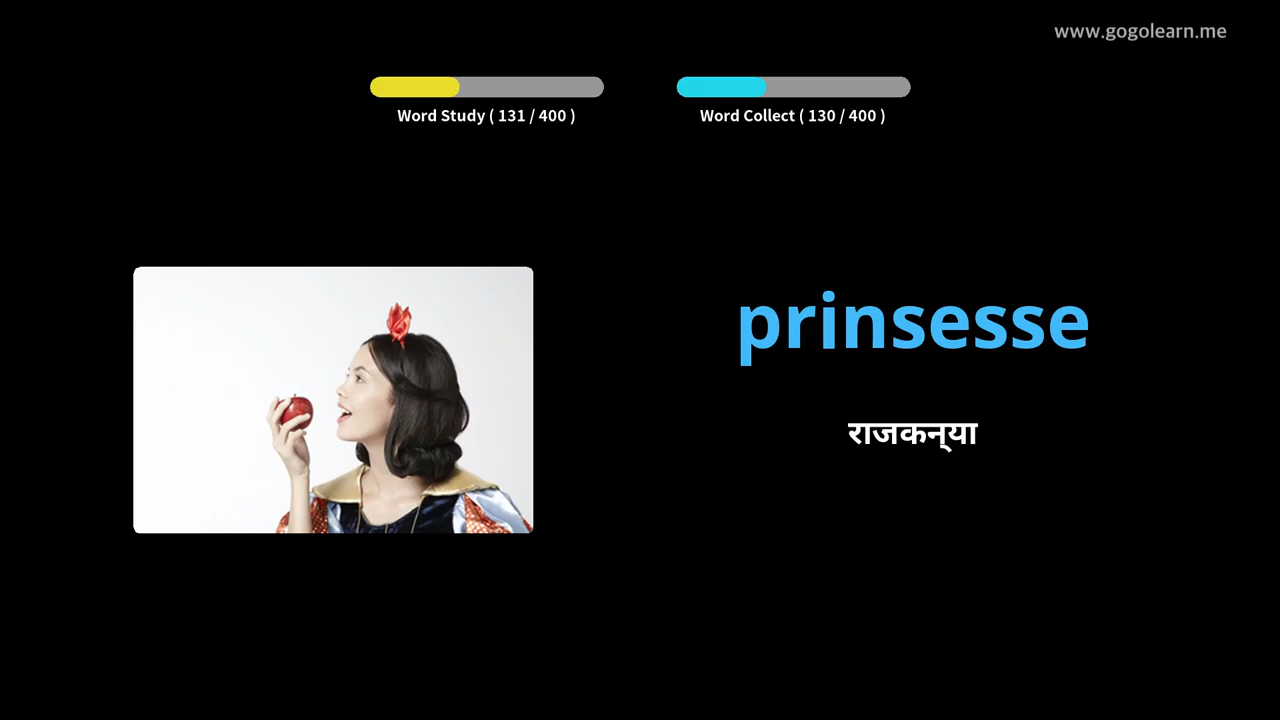 www.gogolearn.me
Word Study ( 131 / 400 )
Word Collect ( 130 / 400 )
prinsesse
राजकन्या